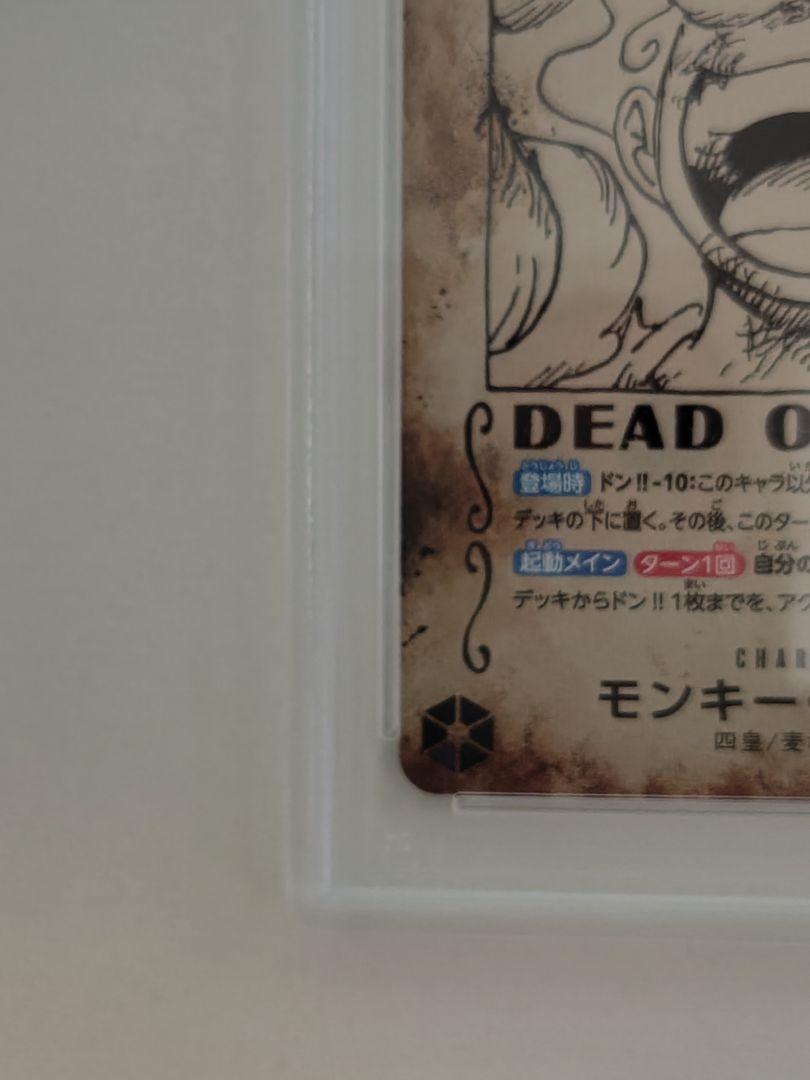 DEAD O
登場時 ドン!!-10:このキャラ以
デッキの下に置く。その後、このター
起動メイン ターン1回 自分の
デッキからドン!!1枚までを、アク
CHAR
モンキー・
四皇/麦